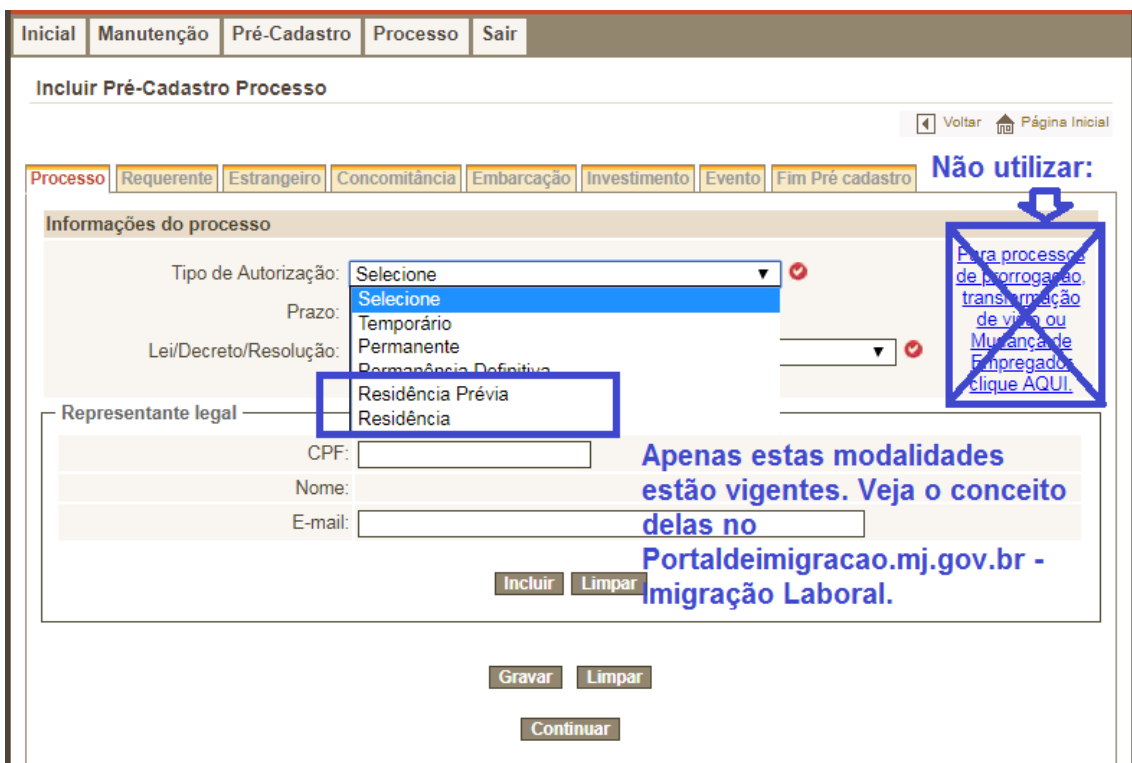 Inicial Manutenção Pré-Cadastro Processo Sair
Incluir Pré-Cadastro Processo
Voltar Página Inicial
Processo Requerente Estrangeiro Concomitância Embarcação Investimento Evento Fim Pré cadastro
Não utilizar:
Informações do processo
Para processos
de prorrogação,
transformação
de visto ou
Mudança de
Empregador
clique AQUI.
Tipo de Autorização: Selecione
Selecione
Temporário
Permanente
Permanência Definitiva
Residência Prévia
Residência
Prazo:
Lei/Decreto/Resolução:
Representante legal
CPF:
Nome:
E-mail:
Apenas estas modalidades
estão vigentes. Veja o conceito
delas no
Portaldeimigracao.mj.gov.br -
Imigração Laboral.
Incluir Limpar
Gravar Limpar
Continuar